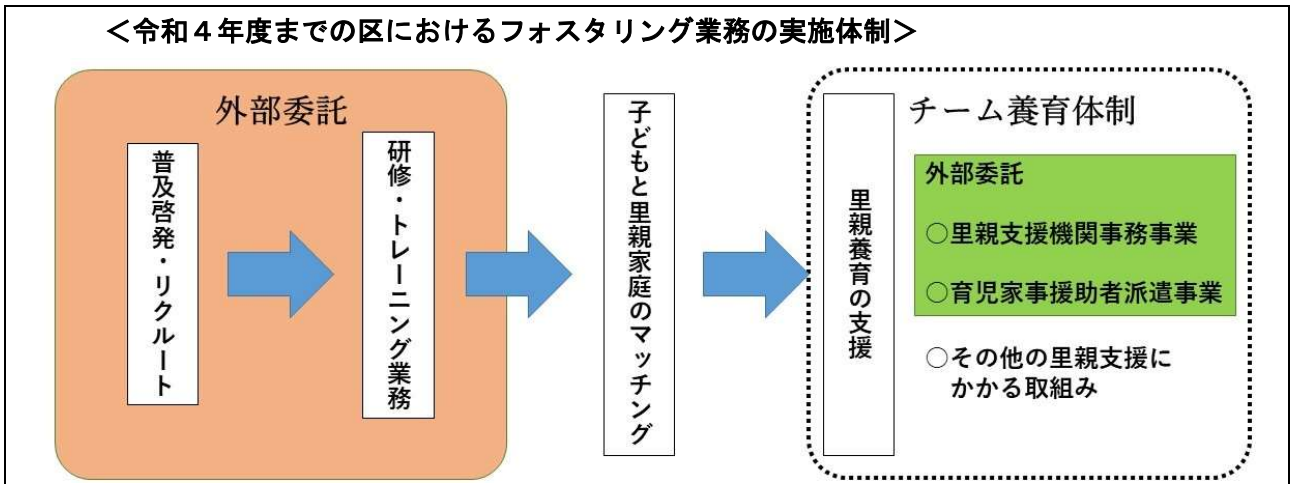 ＜令和４年度までの区におけるフォスタリング業務の実施体制＞
外部委託
普及啓発・リクルート
研修・トレーニング業務
子どもと里親家庭のマッチング
チーム養育体制
里親養育の支援
外部委託
○里親支援機関事務事業
○育児家事援助者派遣事業
○その他の里親支援に
かかる取組み